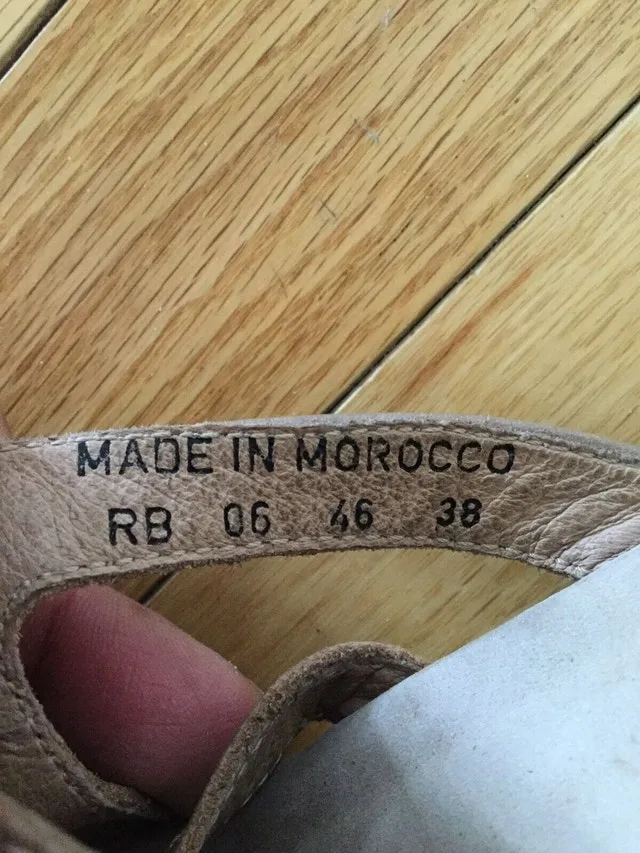 MADE IN MOROCCO
RB 06 46 38